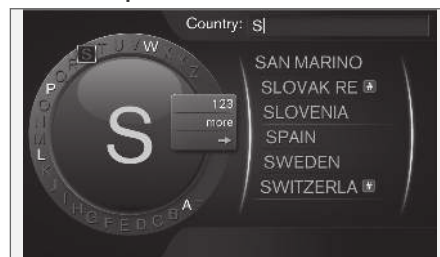 Country: S
S
123
more
SAN MARINO
SLOVAK RE #
SLOVENIA
SPAIN
SWEDEN
SWITZERLA #
S
P
L
A
W
H G F E D C B